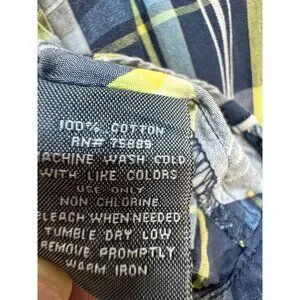 100% COTTON
RN# 75889
MACHINE WASH COLD
WITH LIKE COLORS
USE ONLY
NON CHLORINE
BLEACH WHEN NEEDED
TUMBLE DRY LOW
REMOVE PROMPTLY
WARM IRON